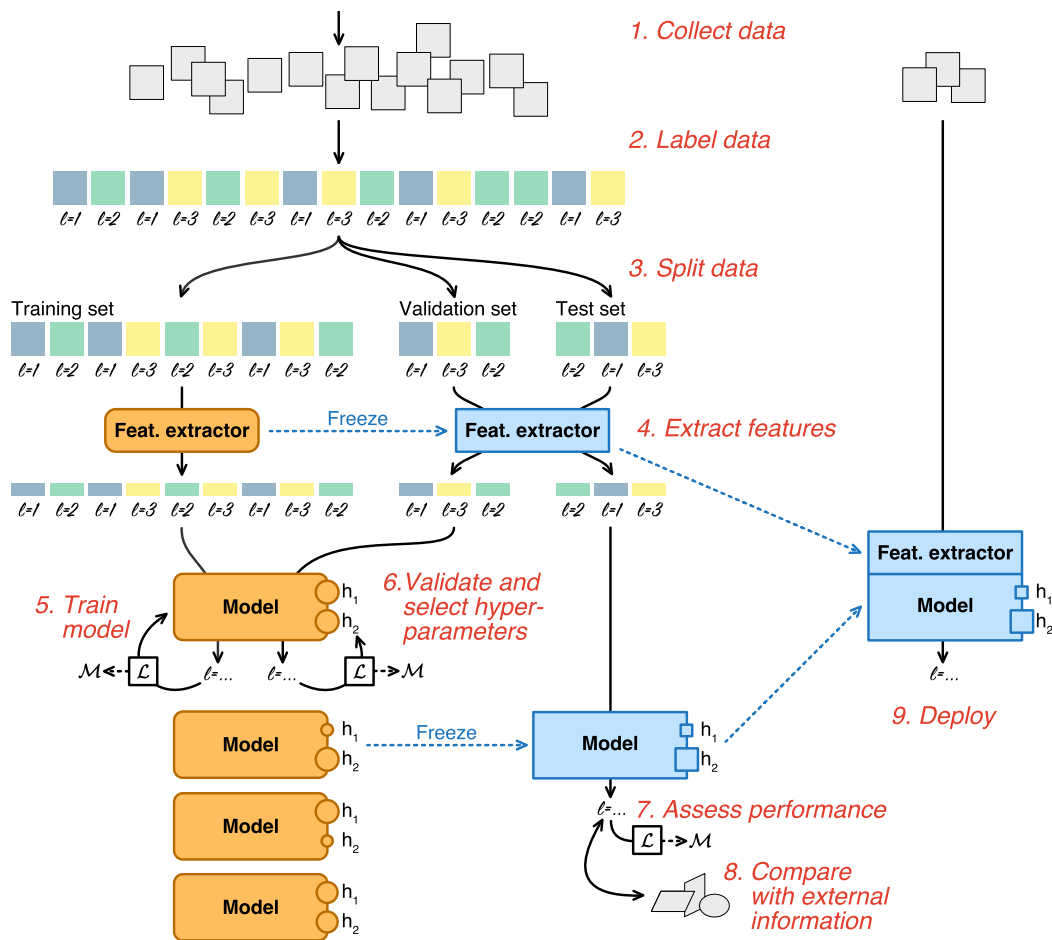 1. Collect data
2. Label data
ℓ=1 ℓ=2 ℓ=1 ℓ=3 ℓ=2 ℓ=3 ℓ=1 ℓ=3 ℓ=2 ℓ=1 ℓ=3 ℓ=2 ℓ=2 ℓ=1 ℓ=3
3. Split data
Training set
Validation set
Test set
ℓ=1 ℓ=2 ℓ=1 ℓ=3 ℓ=2 ℓ=3 ℓ=1 ℓ=3 ℓ=2
ℓ=1 ℓ=3 ℓ=2
ℓ=2 ℓ=1 ℓ=3
Feat. extractor
Freeze
Feat. extractor
4. Extract features
ℓ=1 ℓ=2 ℓ=1 ℓ=3 ℓ=2 ℓ=3 ℓ=1 ℓ=3 ℓ=2
ℓ=1 ℓ=3 ℓ=2
ℓ=2 ℓ=1 ℓ=3
5. Train
model
Model
h₁
h₂
6. Validate and
select hyper-
parameters
ℳ
ℒ
ℓ=...
ℓ=...
ℒ
ℳ
Model
h₁
h₂
Freeze
Model
h₁
h₂
Model
h₁
h₂
Model
h₁
h₂
ℓ=...
7. Assess performance
ℒ
ℳ
8. Compare
with external
information
Feat. extractor
Model
h₁
h₂
ℓ=...
9. Deploy